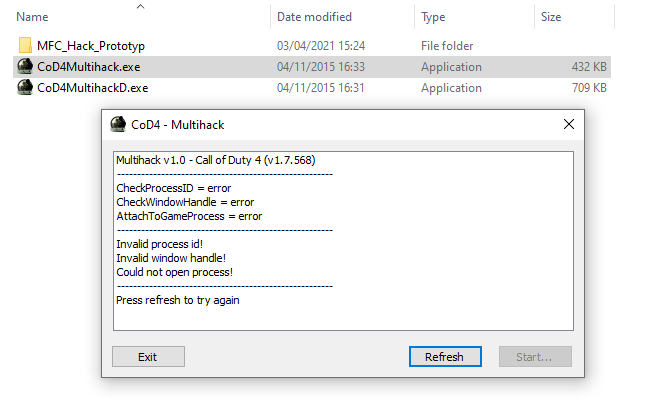 Name Date modified Type Size
MFC_Hack_Prototyp 03/04/2021 15:24 File folder
CoD4Multihack.exe 04/11/2015 16:33 Application 432 KB
CoD4MultihackD.exe 04/11/2015 16:31 Application 709 KB
CoD4 - Multihack
Multihack v1.0 - Call of Duty 4 (v1.7.568)
------------------------------------------------------
CheckProcessID = error
CheckWindowHandle = error
AttachToGameProcess = error
------------------------------------------------------
Invalid process id!
Invalid window handle!
Could not open process!
------------------------------------------------------
Press refresh to try again
Exit Refresh Start...